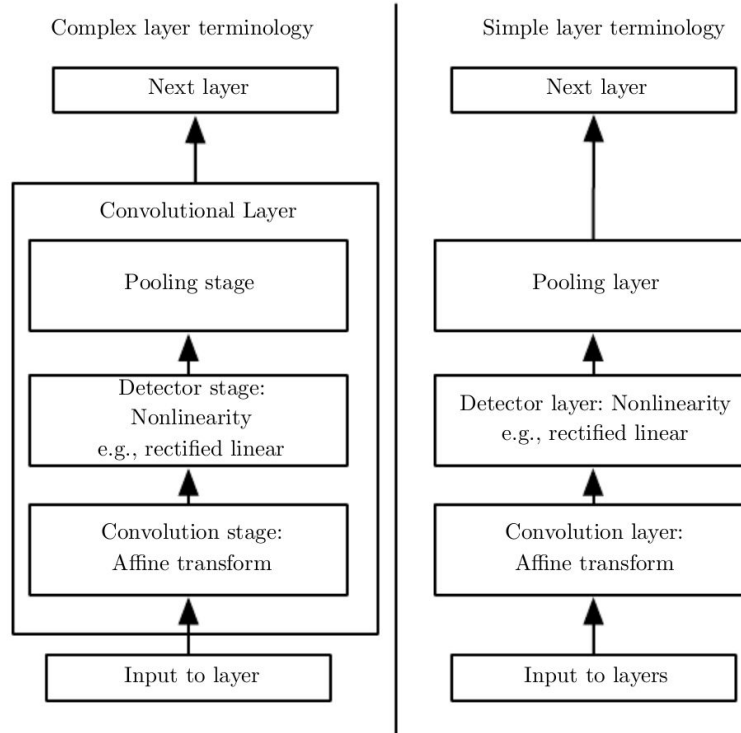 Complex layer terminology
Next layer
Convolutional Layer
Pooling stage
Detector stage:
Nonlinearity
e.g., rectified linear
Convolution stage:
Affine transform
Input to layer
Simple layer terminology
Next layer
Pooling layer
Detector layer: Nonlinearity
e.g., rectified linear
Convolution layer:
Affine transform
Input to layers